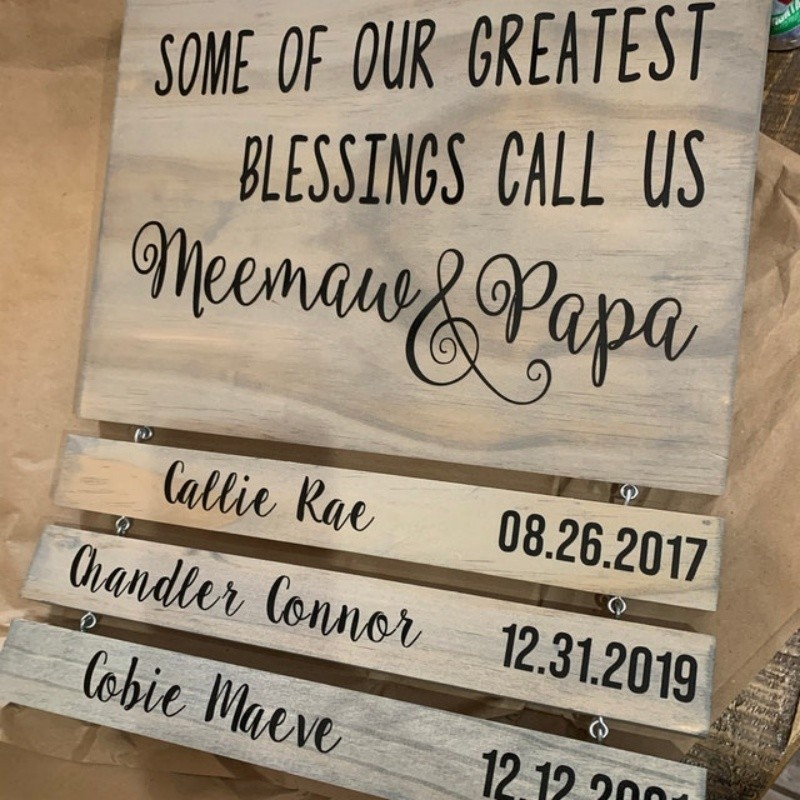 SOME OF OUR GREATEST
BLESSINGS CALL US
Meemaw & Papa
Callie Rae 08.26.2017
Chandler Connor 12.31.2019
Cobie Maeve